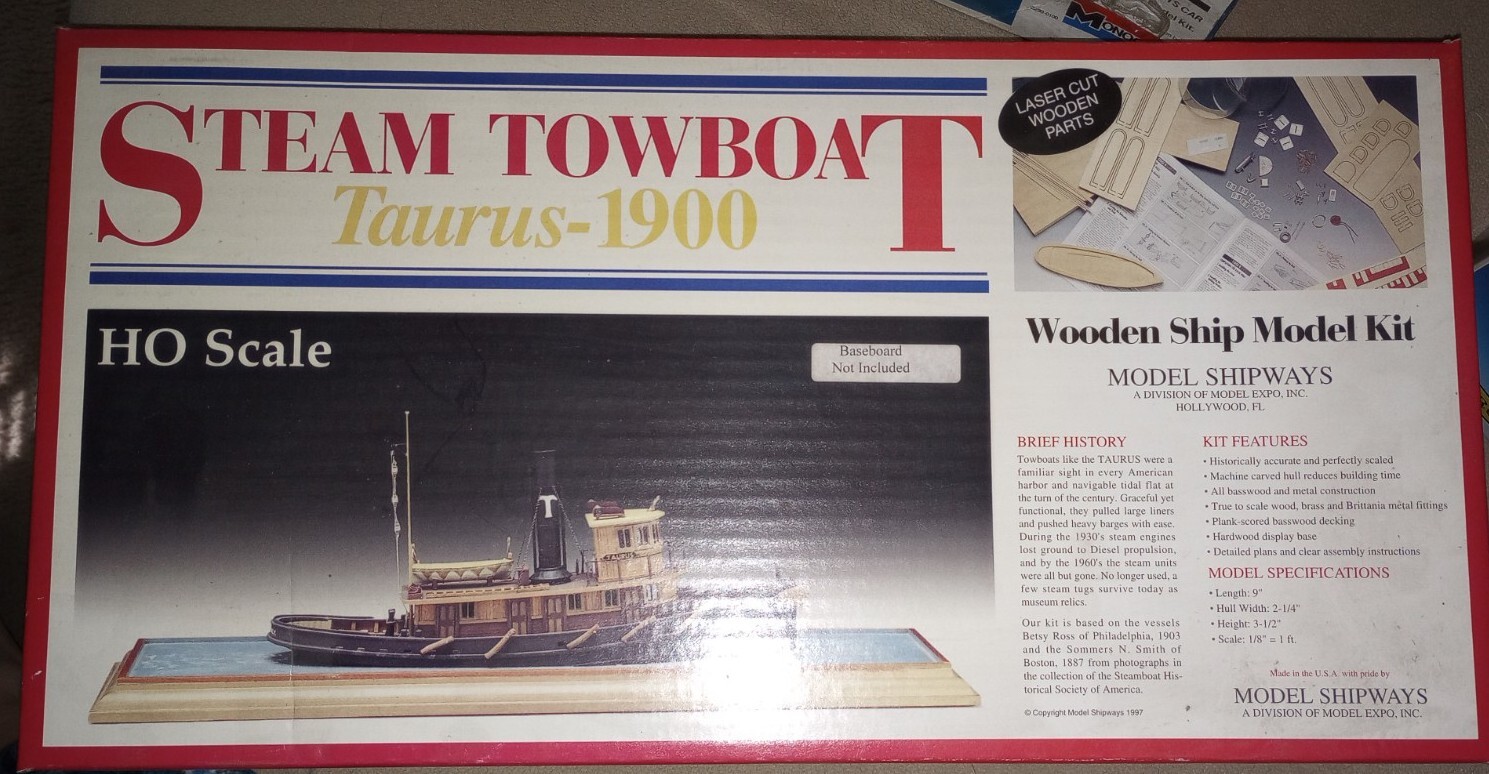 STEAM TOWBOAT
Taurus-1900
HO Scale
Baseboard
Not Included
T
TAURUS
LASER CUT
WOODEN
PARTS
Wooden Ship Model Kit
MODEL SHIPWAYS
A DIVISION OF MODEL EXPO, INC.
HOLLYWOOD, FL
BRIEF HISTORY
Towboats like the TAURUS were a
familiar sight in every American
harbor and navigable tidal flat at
the turn of the century. Graceful yet
functional, they pulled large liners
and pushed heavy barges with ease.
During the 1930's steam engines
lost ground to Diesel propulsion,
and by the 1960's the steam units
were all but gone. No longer used, a
few steam tugs survive today as
museum relics.
Our kit is based on the vessels
Betsy Ross of Philadelphia, 1903
and the Sommers N. Smith of
Boston, 1887 from photographs in
the collection of the Steamboat His-
torical Society of America.
© Copyright Model Shipways 1997
KIT FEATURES
• Historically accurate and perfectly scaled
• Machine carved hull reduces building time
• All basswood and metal construction
• True to scale wood, brass and Brittania metal fittings
• Plank-scored basswood decking
• Hardwood display base
• Detailed plans and clear assembly instructions
MODEL SPECIFICATIONS
• Length: 9"
• Hull Width: 2-1/4"
• Height: 3-1/2"
• Scale: 1/8" = 1 ft.
Made in the U.S.A. with pride by
MODEL SHIPWAYS
A DIVISION OF MODEL EXPO, INC.